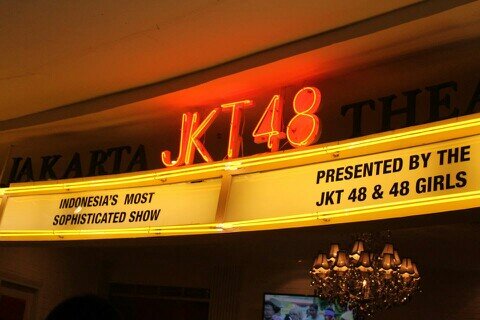 JAKARTA JKT48 THEA
INDONESIA'S MOST
SOPHISTICATED SHOW
PRESENTED BY THE
JKT 48 & 48 GIRLS